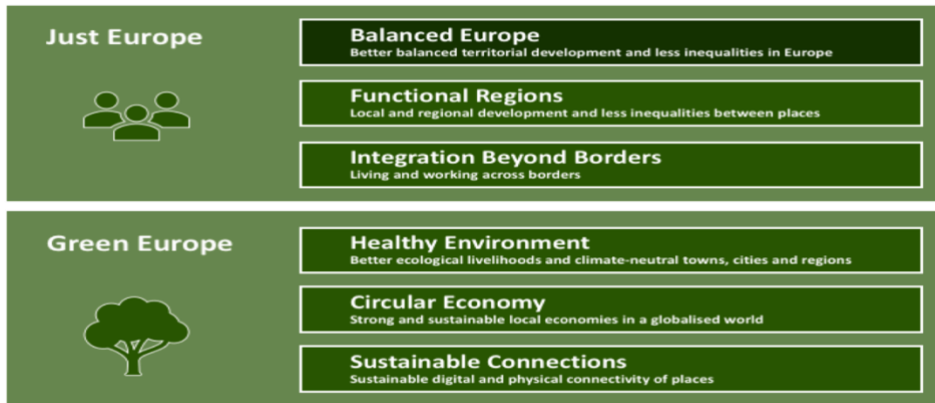 Just Europe
Balanced Europe
Better balanced territorial development and less inequalities in Europe
Functional Regions
Local and regional development and less inequalities between places
Integration Beyond Borders
Living and working across borders
Green Europe
Healthy Environment
Better ecological livelihoods and climate-neutral towns, cities and regions
Circular Economy
Strong and sustainable local economies in a globalised world
Sustainable Connections
Sustainable digital and physical connectivity of places